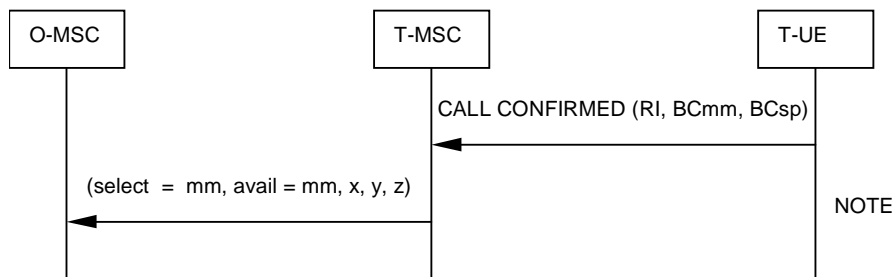 O-MSC
T-MSC
T-UE
CALL CONFIRMED (RI, BCmm, BCsp)
(select = mm, avail = mm, x, y, z)
NOTE